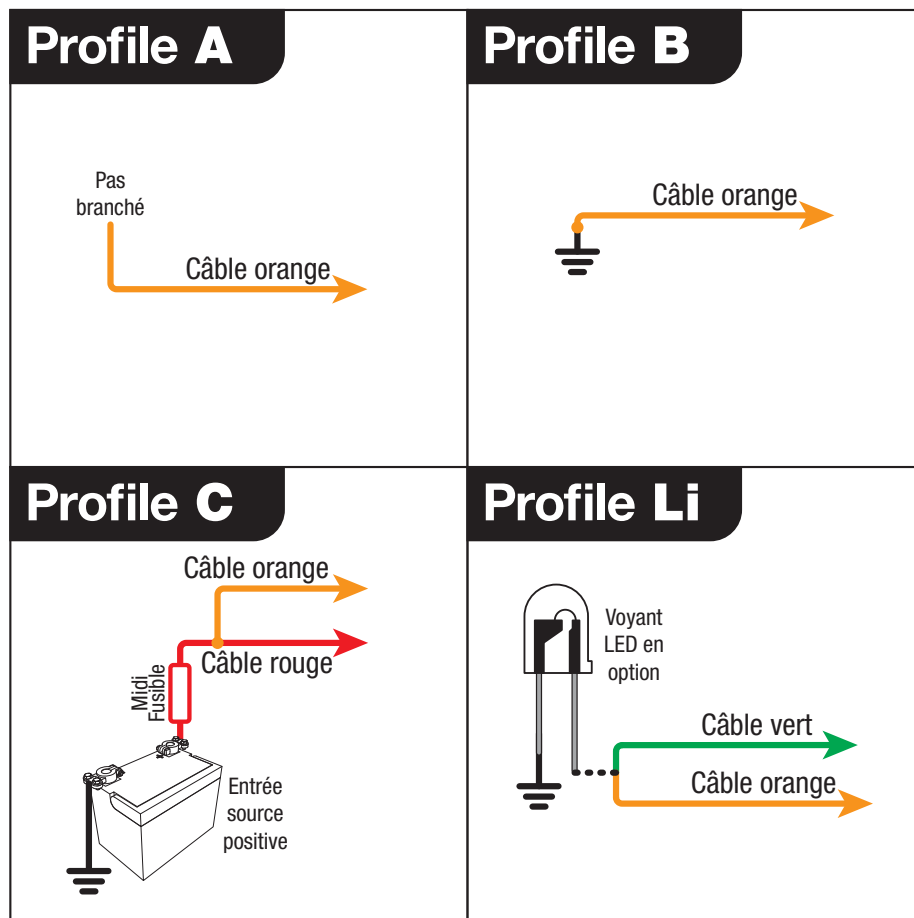 Profile A
Pas
branché
Câble orange
Profile B
Câble orange
Profile C
Câble orange
Câble rouge
Midi
Fusible
Entrée
source
positive
Profile Li
Voyant
LED en
option
Câble vert
Câble orange